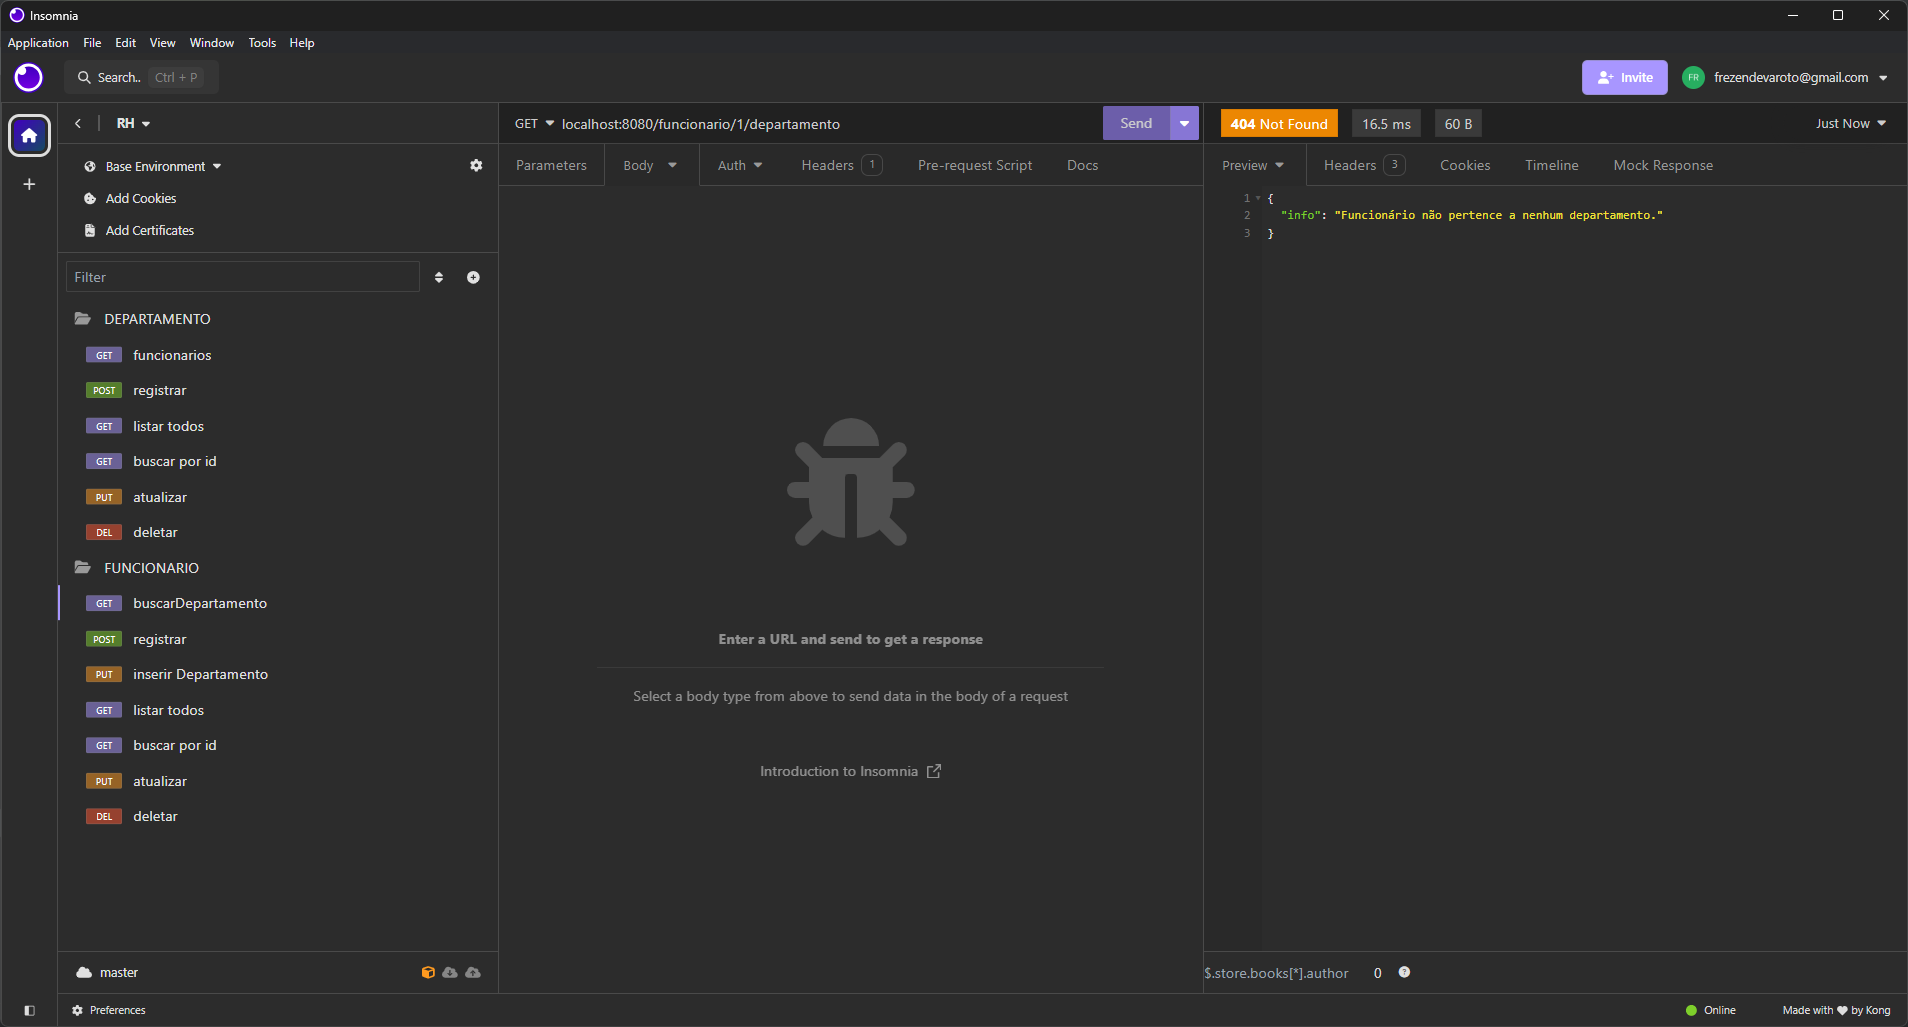 Insomnia
Application File Edit View Window Tools Help
Search.. Ctrl + P
Invite
FR
frezendevaroto@gmail.com
RH
Base Environment
Add Cookies
Add Certificates
Filter
DEPARTAMENTO
GET funcionarios
POST registrar
GET listar todos
GET buscar por id
PUT atualizar
DEL deletar
FUNCIONARIO
GET buscarDepartamento
POST registrar
PUT inserir Departamento
GET listar todos
GET buscar por id
PUT atualizar
DEL deletar
master
Preferences
GET localhost:8080/funcionario/1/departamento
Send
Parameters Body Auth Headers 1 Pre-request Script Docs
Enter a URL and send to get a response
Select a body type from above to send data in the body of a request
Introduction to Insomnia
404 Not Found 16.5 ms 60 B Just Now
Preview Headers 3 Cookies Timeline Mock Response
1 {
2 "info": "Funcionário não pertence a nenhum departamento."
3 }
$.store.books[*].author 0 ?
Online
Made with ♥ by Kong